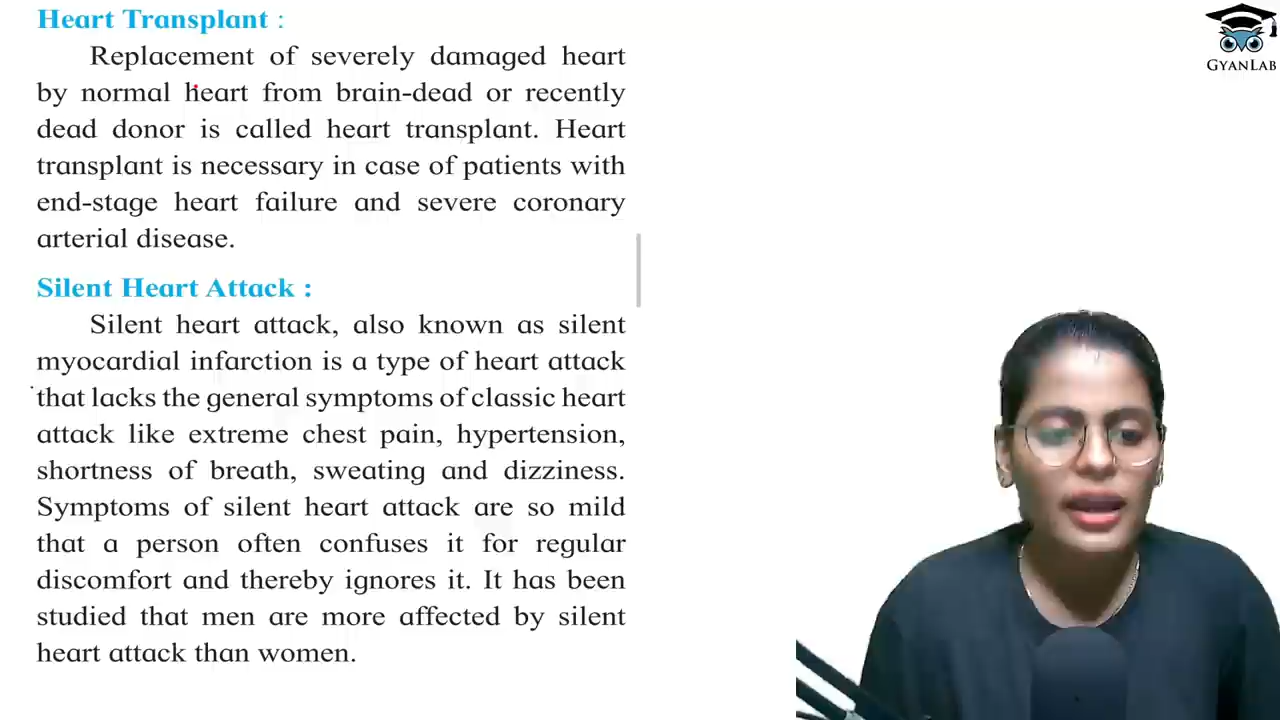 Heart Transplant :
Replacement of severely damaged heart
by normal heart from brain-dead or recently
dead donor is called heart transplant. Heart
transplant is necessary in case of patients with
end-stage heart failure and severe coronary
arterial disease.
Silent Heart Attack :
Silent heart attack, also known as silent
myocardial infarction is a type of heart attack
that lacks the general symptoms of classic heart
attack like extreme chest pain, hypertension,
shortness of breath, sweating and dizziness.
Symptoms of silent heart attack are so mild
that a person often confuses it for regular
discomfort and thereby ignores it. It has been
studied that men are more affected by silent
heart attack than women.
GYANLAB